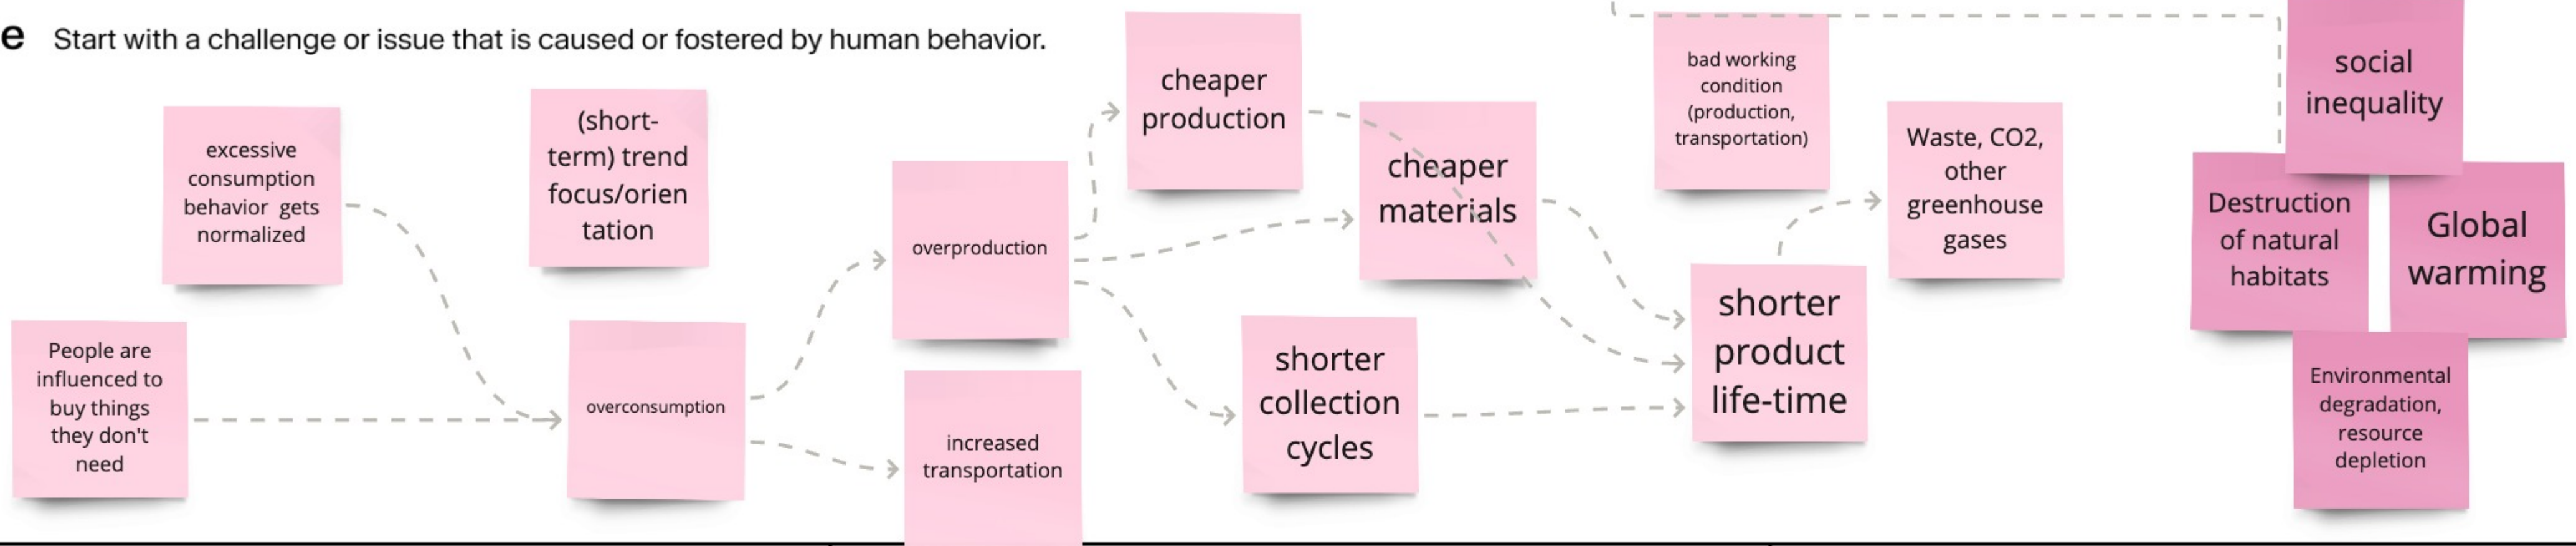 e Start with a challenge or issue that is caused or fostered by human behavior.
excessive
consumption
behavior gets
normalized
(short-
term) trend
focus/orien
tation
People are
influenced to
buy things
they don't
need
overconsumption
overproduction
increased
transportation
cheaper
production
cheaper
materials
shorter
collection
cycles
bad working
condition
(production,
transportation)
shorter
product
life-time
Waste, CO2,
other
greenhouse
gases
social
inequality
Destruction
of natural
habitats
Global
warming
Environmental
degradation,
resource
depletion